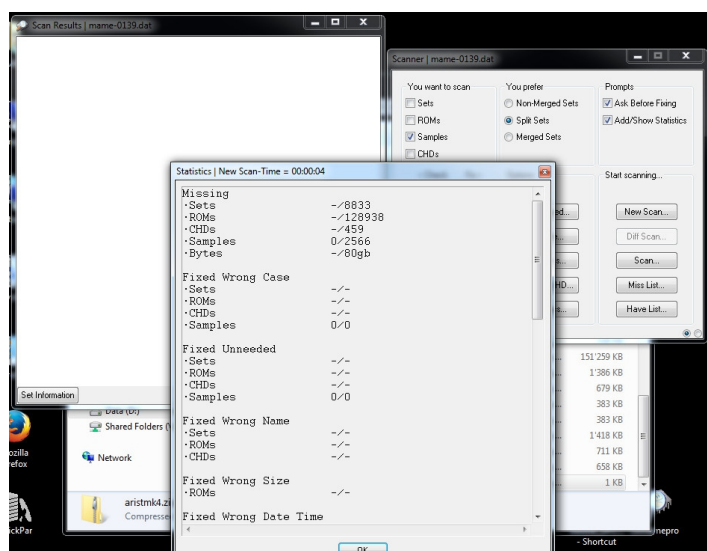 Scan Results | mame-0139.dat
Scanner | mame-0139.dat
You want to scan
Sets
ROMs
Samples
CHDs
You prefer
Non-Merged Sets
Split Sets
Merged Sets
Prompts
Ask Before Fixing
Add/Show Statistics
Start scanning...
New Scan...
Diff Scan...
Scan...
Miss List...
Have List...
Statistics | New Scan-Time = 00:00:04
Missing
·Sets -/8833
·ROMs -/128938
·CHDs -/459
·Samples 0/2566
·Bytes -/80gb
Fixed Wrong Case
·Sets -/-
·ROMs -/-
·CHDs -/-
·Samples 0/0
Fixed Unneeded
·Sets -/-
·ROMs -/-
·CHDs -/-
·Samples 0/0
Fixed Wrong Name
·Sets -/-
·ROMs -/-
·CHDs -/-
Fixed Wrong Size
·ROMs -/-
Fixed Wrong Date Time
OK
Set Information
Data (D:)
Shared Folders (
Network
aristmk4.zi
Compresse
151'259 KB
1'386 KB
679 KB
383 KB
383 KB
1'418 KB
711 KB
658 KB
1 KB
ozilla
refox
ickPar
nepro
- Shortcut